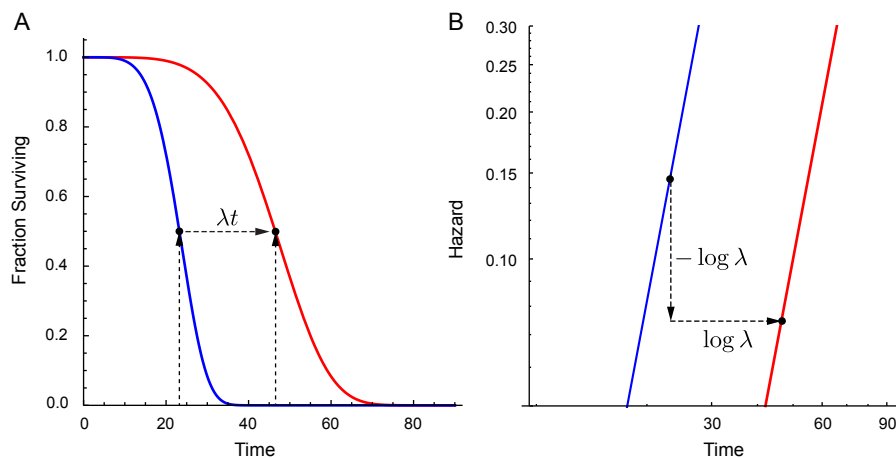 A
Fraction Surviving
1.0
0.8
0.6
0.4
0.2
0.0
λt
0 20 40 60 80
Time
B
Hazard
0.30
0.25
0.20
0.15
0.10
− log λ
log λ
30 60 90
Time